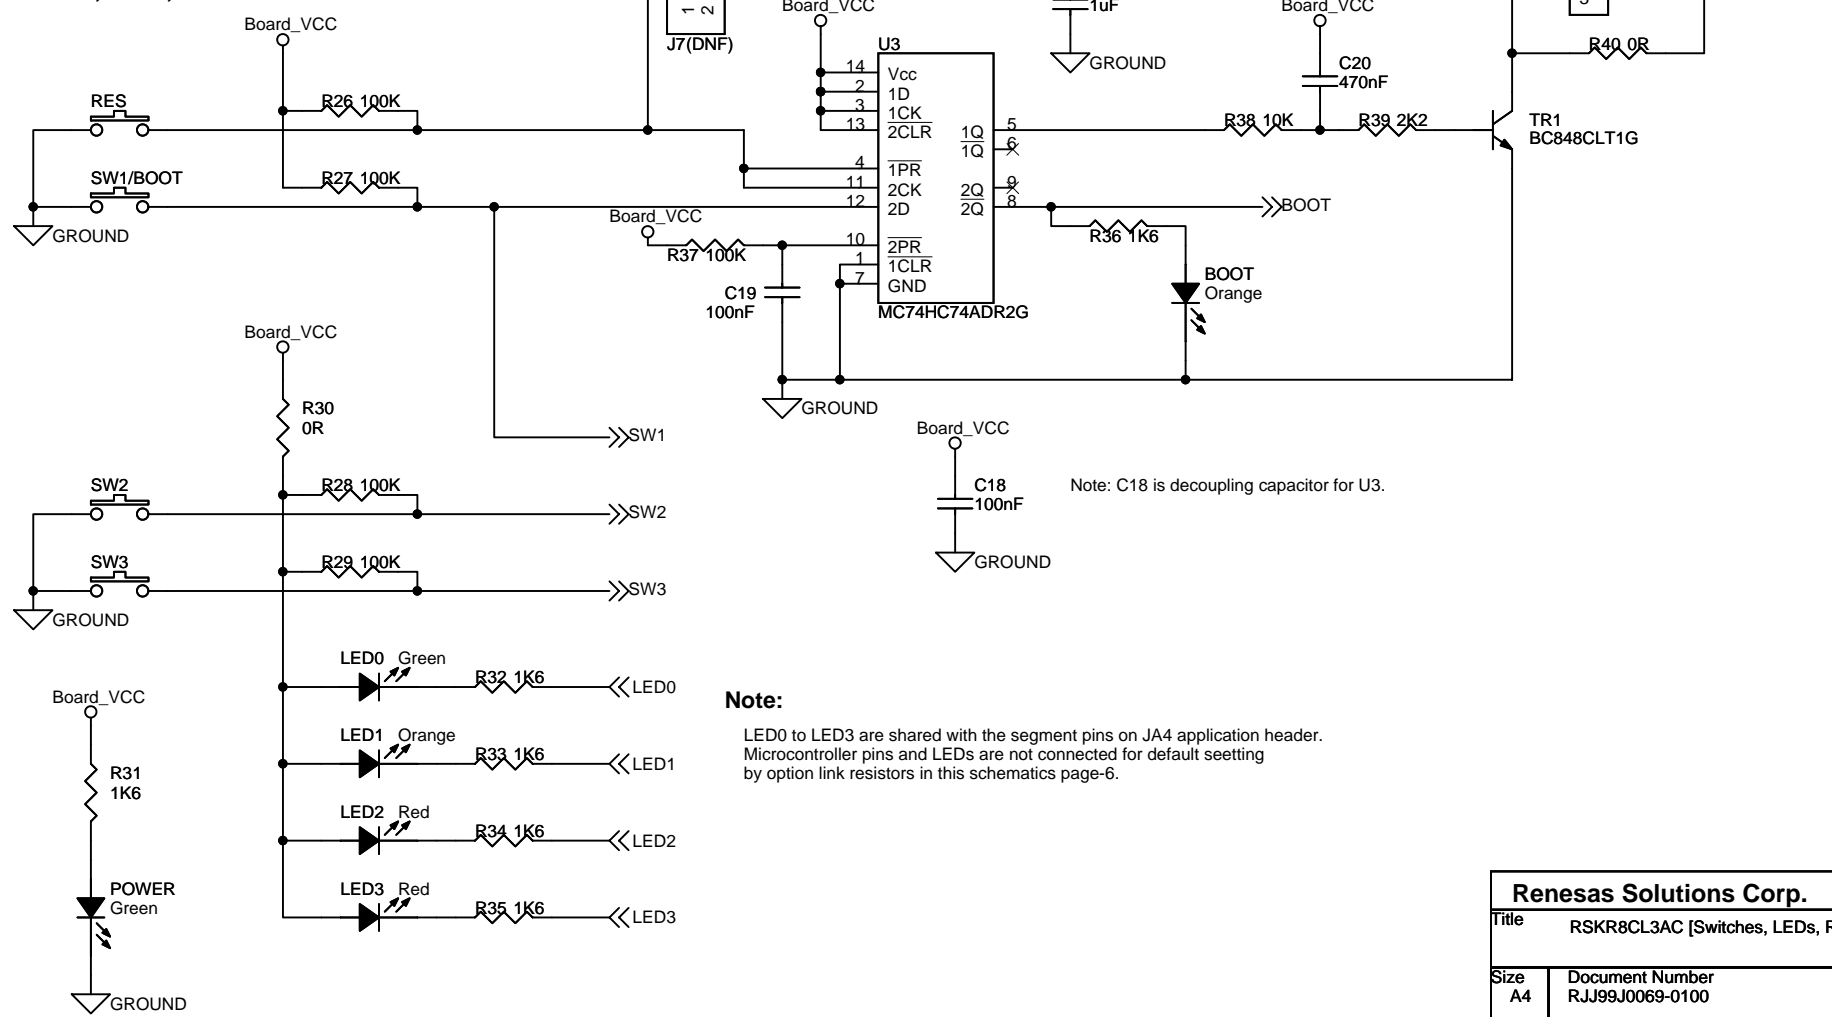 Board_VCC
1
2
J7(DNF)
Board_VCC
1uF
GROUND
Board_VCC
R40 0R
U3
C20
470nF
RES
R26 100K
14
Vcc
2
1D
3
1CK
13
2CLR
1Q
5
1Q
6
R38 10K
R39 2K2
TR1
BC848CLT1G
SW1/BOOT
R27 100K
4
1PR
11
2CK
12
2D
2Q
9
2Q
8
BOOT
GROUND
Board_VCC
R37 100K
10
2PR
1
1CLR
7
GND
R36 1K6
BOOT
Orange
C19
100nF
MC74HC74ADR2G
Board_VCC
R30
0R
GROUND
SW1
Board_VCC
C18
100nF
Note: C18 is decoupling capacitor for U3.
GROUND
SW2
R28 100K
SW2
SW3
R29 100K
SW3
GROUND
LED0 Green
R32 1K6
LED0
Board_VCC
Note:
LED0 to LED3 are shared with the segment pins on JA4 application header.
Microcontroller pins and LEDs are not connected for default seetting
by option link resistors in this schematics page-6.
LED1 Orange
R33 1K6
LED1
R31
1K6
LED2 Red
R34 1K6
LED2
POWER
Green
LED3 Red
R35 1K6
LED3
GROUND
Renesas Solutions Corp.
Title
RSKR8CL3AC [Switches, LEDs,
Size
A4
Document Number
RJJ99J0069-0100